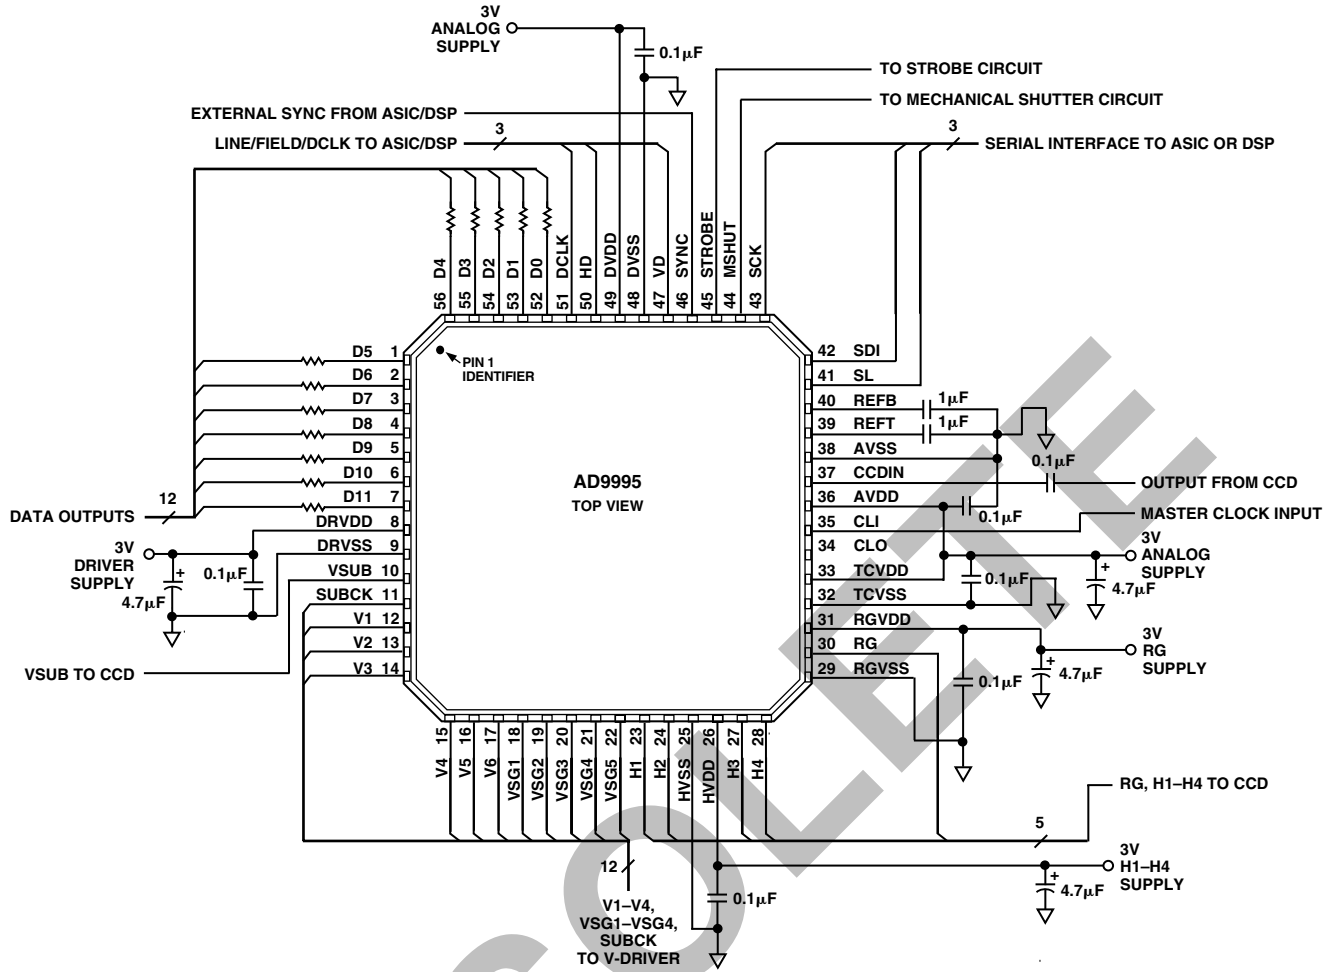 3V
ANALOG
SUPPLY
0.1µF
TO STROBE CIRCUIT
TO MECHANICAL SHUTTER CIRCUIT
EXTERNAL SYNC FROM ASIC/DSP
LINE/FIELD/DCLK TO ASIC/DSP
3
3
SERIAL INTERFACE TO ASIC OR DSP
56 D4
55 D3
54 D2
53 D1
52 D0
51 DCLK
50 HD
49 DVDD
48 DVSS
47 VD
46 SYNC
45 STROBE
44 MSHUT
43 SCK
PIN 1
IDENTIFIER
AD9995
TOP VIEW
D5 1
D6 2
D7 3
D8 4
D9 5
D10 6
D11 7
DRVDD 8
DRVSS 9
VSUB 10
SUBCK 11
V1 12
V2 13
V3 14
12
DATA OUTPUTS
3V
DRIVER
SUPPLY
+
4.7µF
0.1µF
VSUB TO CCD
42 SDI
41 SL
40 REFB
39 REFT
38 AVSS
37 CCDIN
36 AVDD
35 CLI
34 CLO
33 TCVDD
32 TCVSS
31 RGVDD
30 RG
29 RGVSS
1µF
1µF
0.1µF
OUTPUT FROM CCD
0.1µF
MASTER CLOCK INPUT
3V
ANALOG
SUPPLY
0.1µF
+
4.7µF
3V
RG
SUPPLY
0.1µF
+
4.7µF
15 V4
16 V5
17 V6
18 VSG1
19 VSG2
20 VSG3
21 VSG4
22 VSG5
23 H1
24 H2
25 HVSS
26 HVDD
27 H3
28 H4
RG, H1–H4 TO CCD
5
3V
H1–H4
SUPPLY
+
4.7µF
0.1µF
12
V1–V4,
VSG1–VSG4,
SUBCK
TO V-DRIVER
OLETE